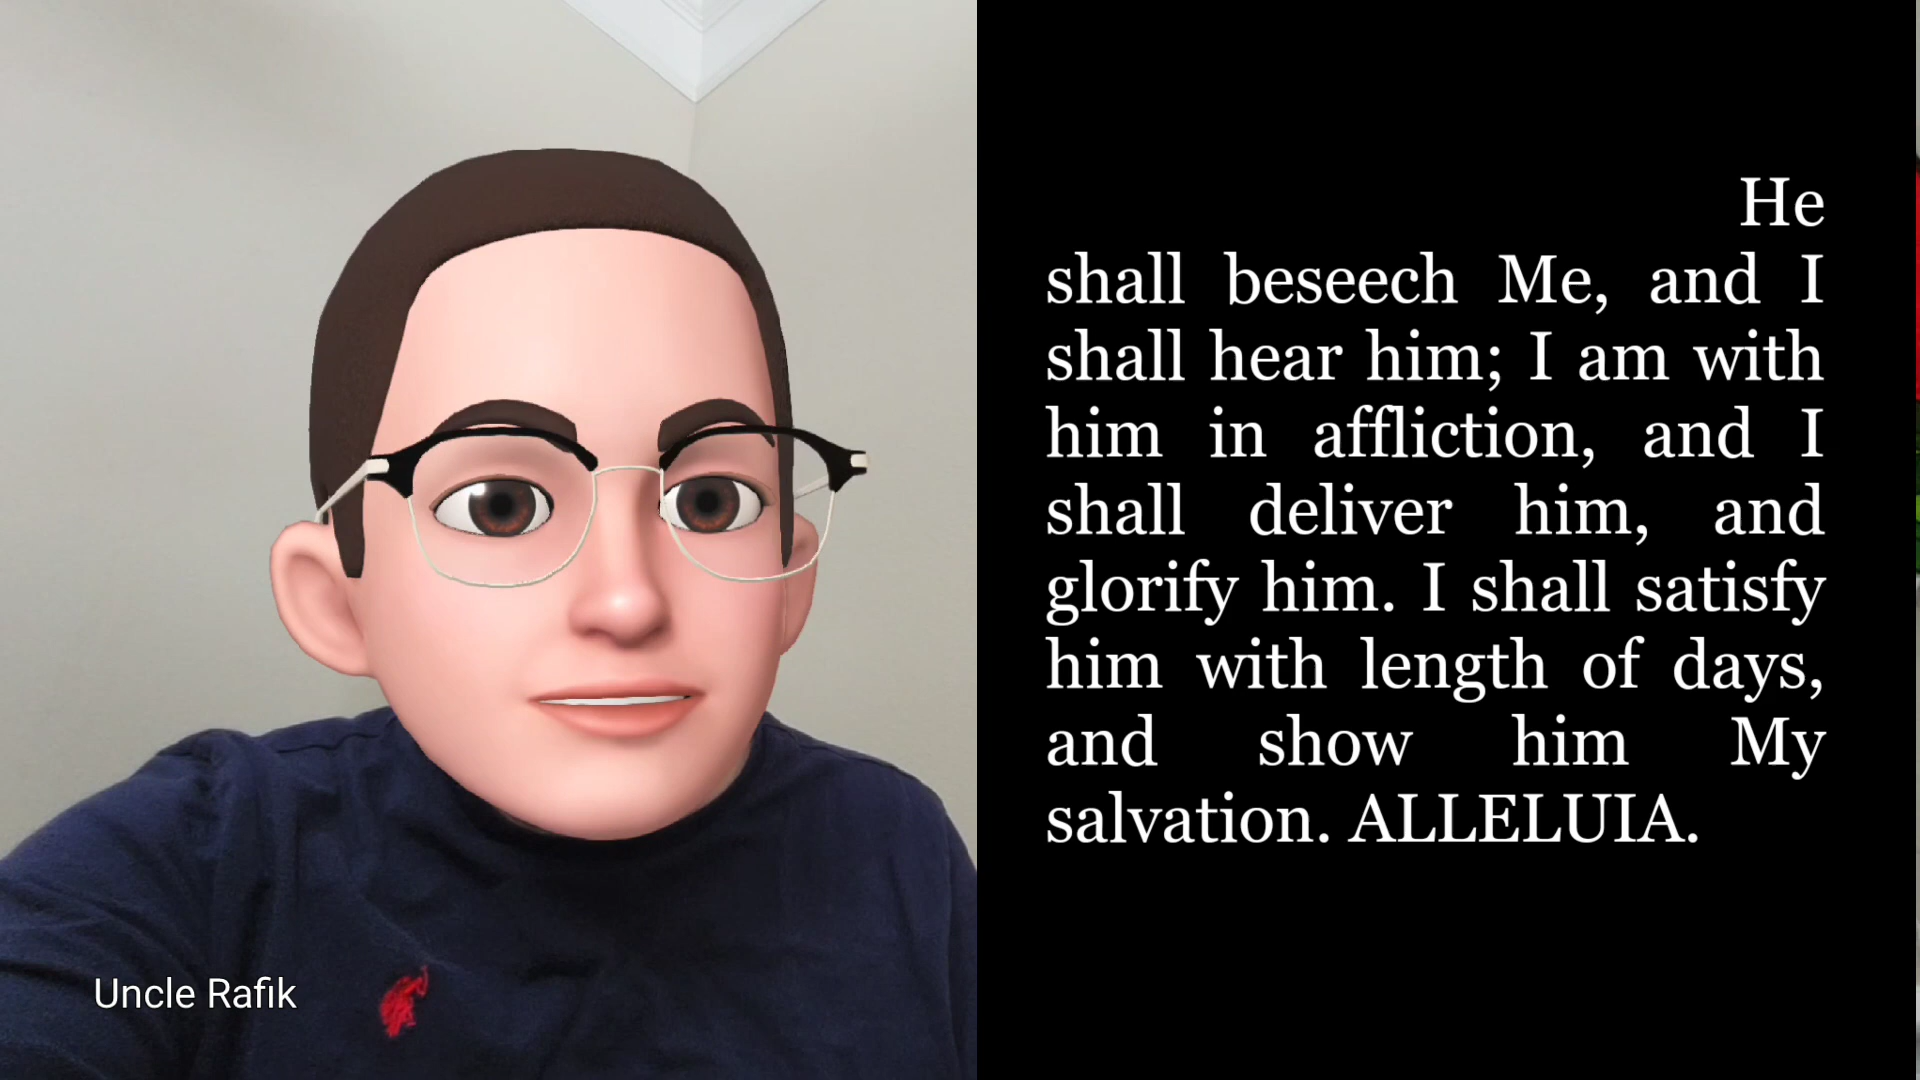 He
shall beseech Me, and I
shall hear him; I am with
him in affliction, and I
shall deliver him, and
glorify him. I shall satisfy
him with length of days,
and show him My
salvation. ALLELUIA.
Uncle Rafik